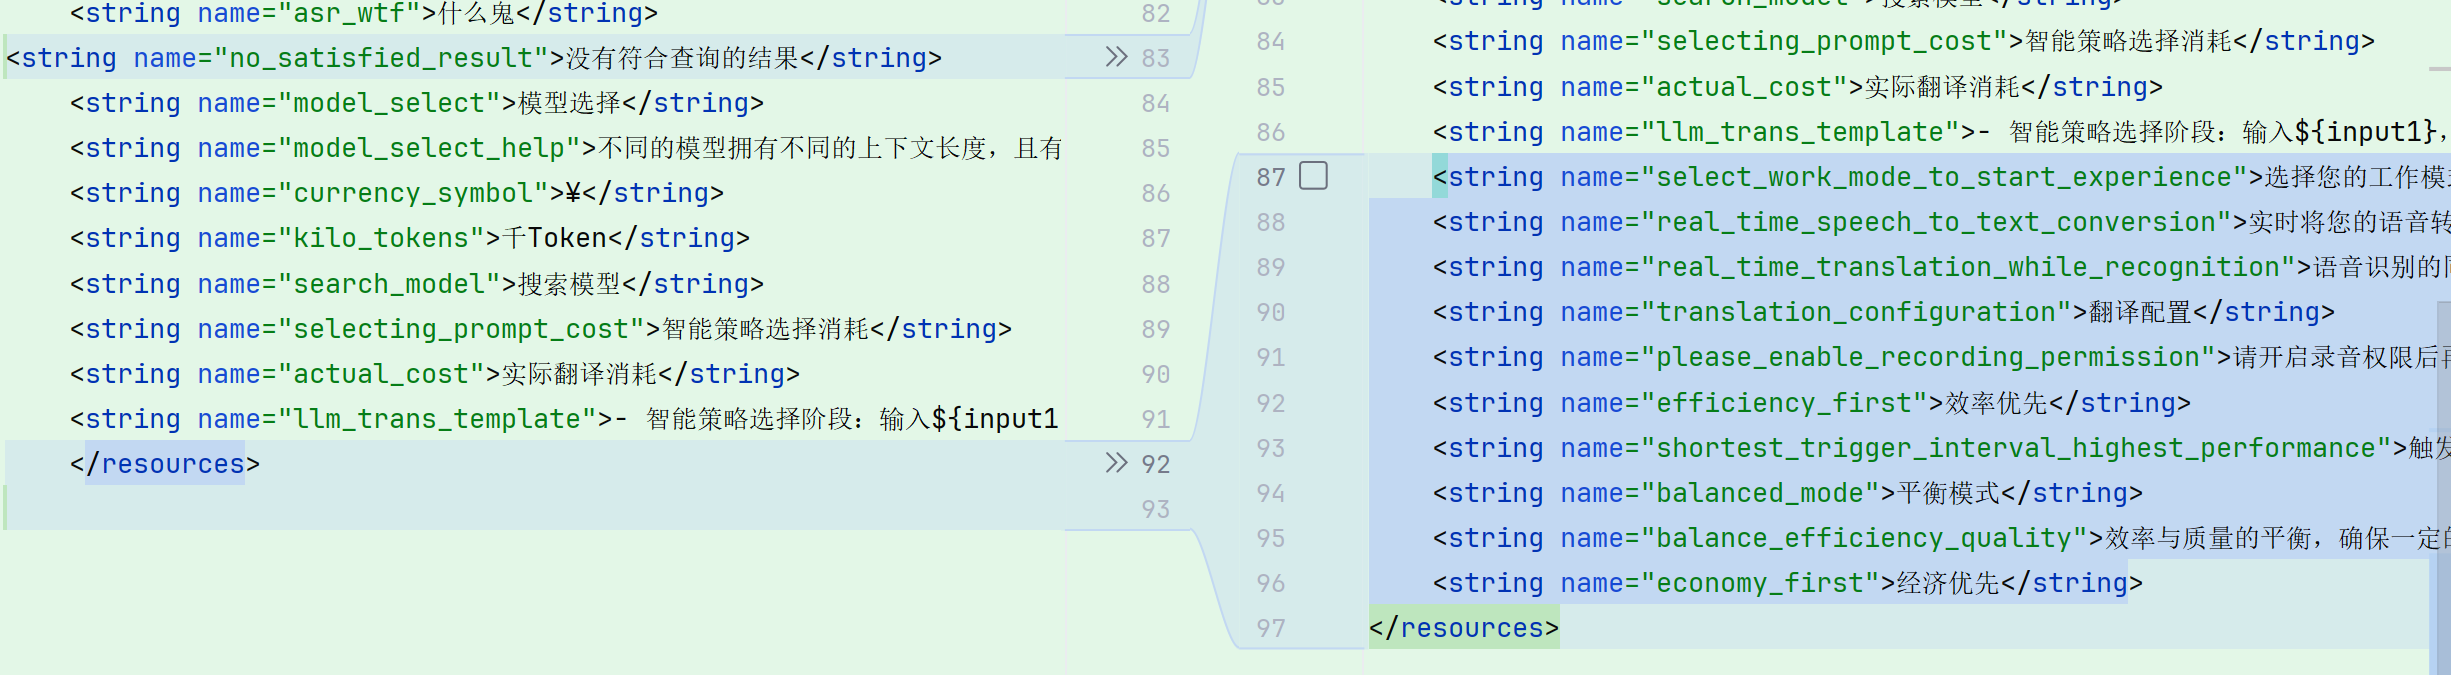 <string name="asr_wtf">什么鬼</string>
82
<string name="no_satisfied_result">没有符合查询的结果</string>
83
<string name="model_select">模型选择</string>
84
<string name="model_select_help">不同的模型拥有不同的上下文长度，且有
85
<string name="currency_symbol">¥</string>
86
<string name="kilo_tokens">千Token</string>
87
<string name="search_model">搜索模型</string>
88
<string name="selecting_prompt_cost">智能策略选择消耗</string>
89
<string name="actual_cost">实际翻译消耗</string>
90
<string name="llm_trans_template">- 智能策略选择阶段：输入${input1
91
</resources>
92
93
<string name="search_model">搜索模型</string>
84 <string name="selecting_prompt_cost">智能策略选择消耗</string>
85 <string name="actual_cost">实际翻译消耗</string>
86 <string name="llm_trans_template">- 智能策略选择阶段：输入${input1}，
87 <string name="select_work_mode_to_start_experience">选择您的工作模
88 <string name="real_time_speech_to_text_conversion">实时将您的语音转
89 <string name="real_time_translation_while_recognition">语音识别的
90 <string name="translation_configuration">翻译配置</string>
91 <string name="please_enable_recording_permission">请开启录音权限后
92 <string name="efficiency_first">效率优先</string>
93 <string name="shortest_trigger_interval_highest_performance">触发
94 <string name="balanced_mode">平衡模式</string>
95 <string name="balance_efficiency_quality">效率与质量的平衡，确保一定的
96 <string name="economy_first">经济优先</string>
97 </resources>